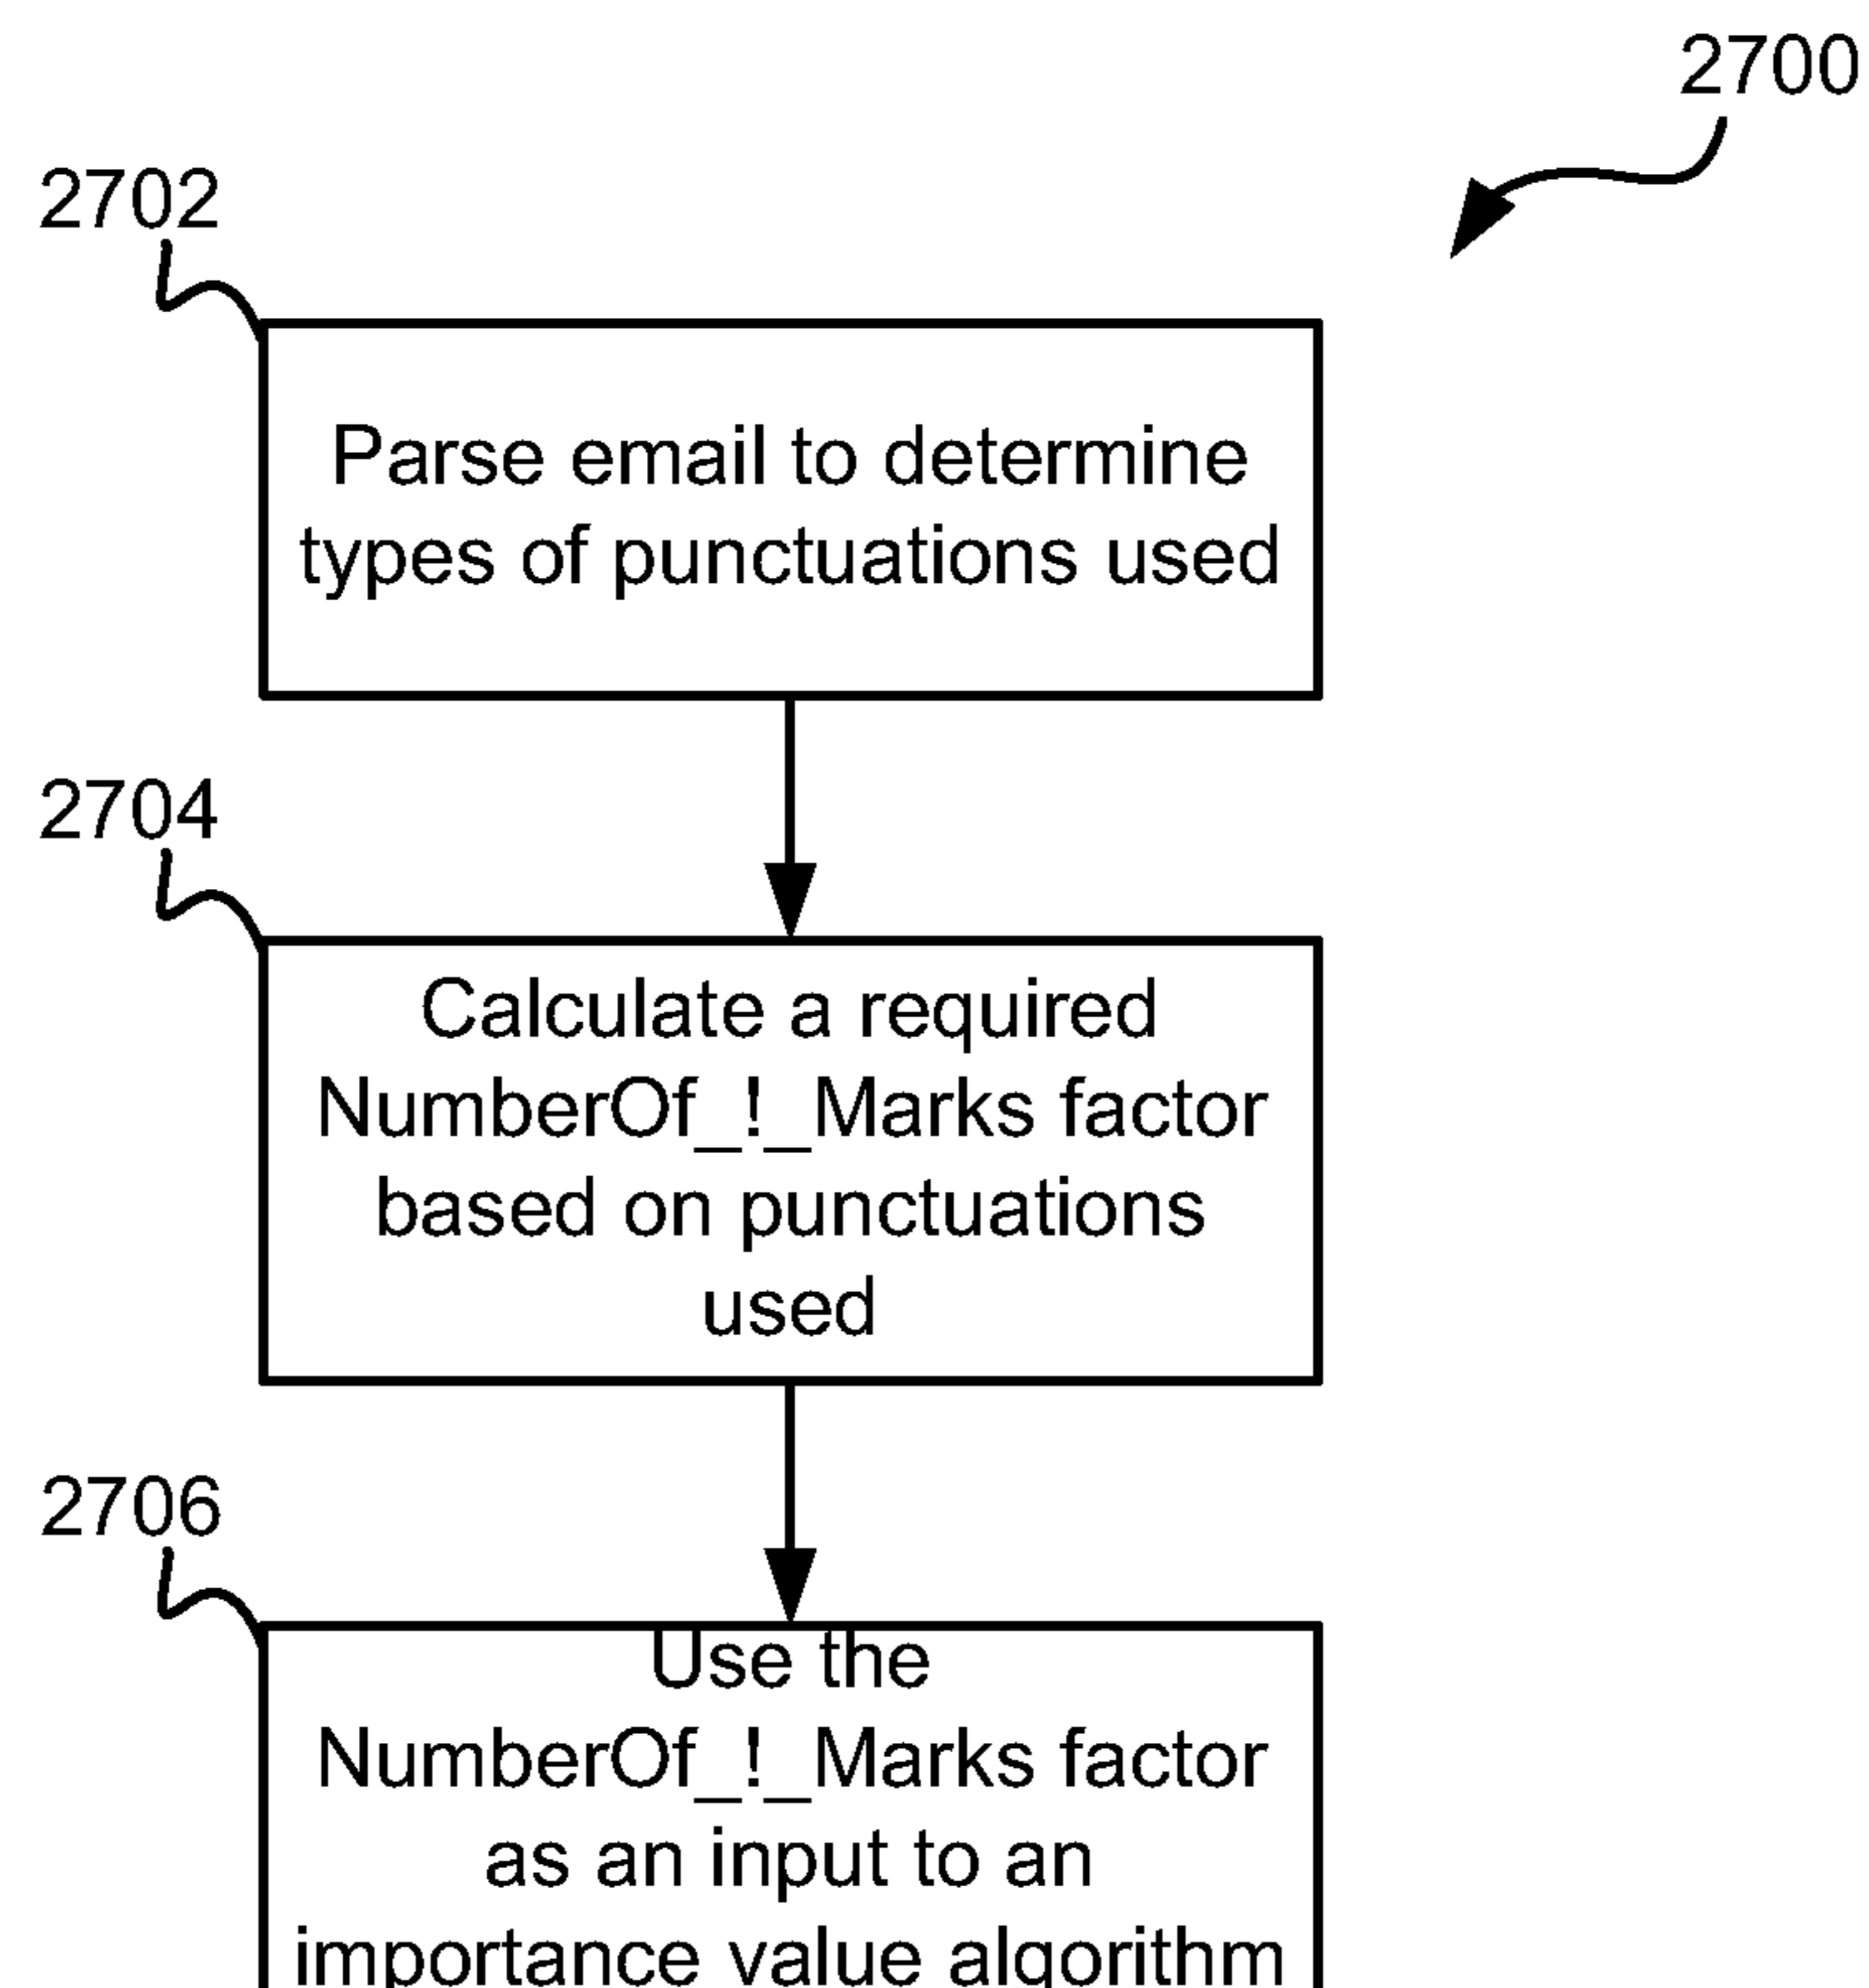 2700
2702
Parse email to determine
types of punctuations used
2704
Calculate a required
NumberOf_!_Marks factor
based on punctuations
used
2706
Use the
NumberOf_!_Marks factor
as an input to an
importance value algorithm